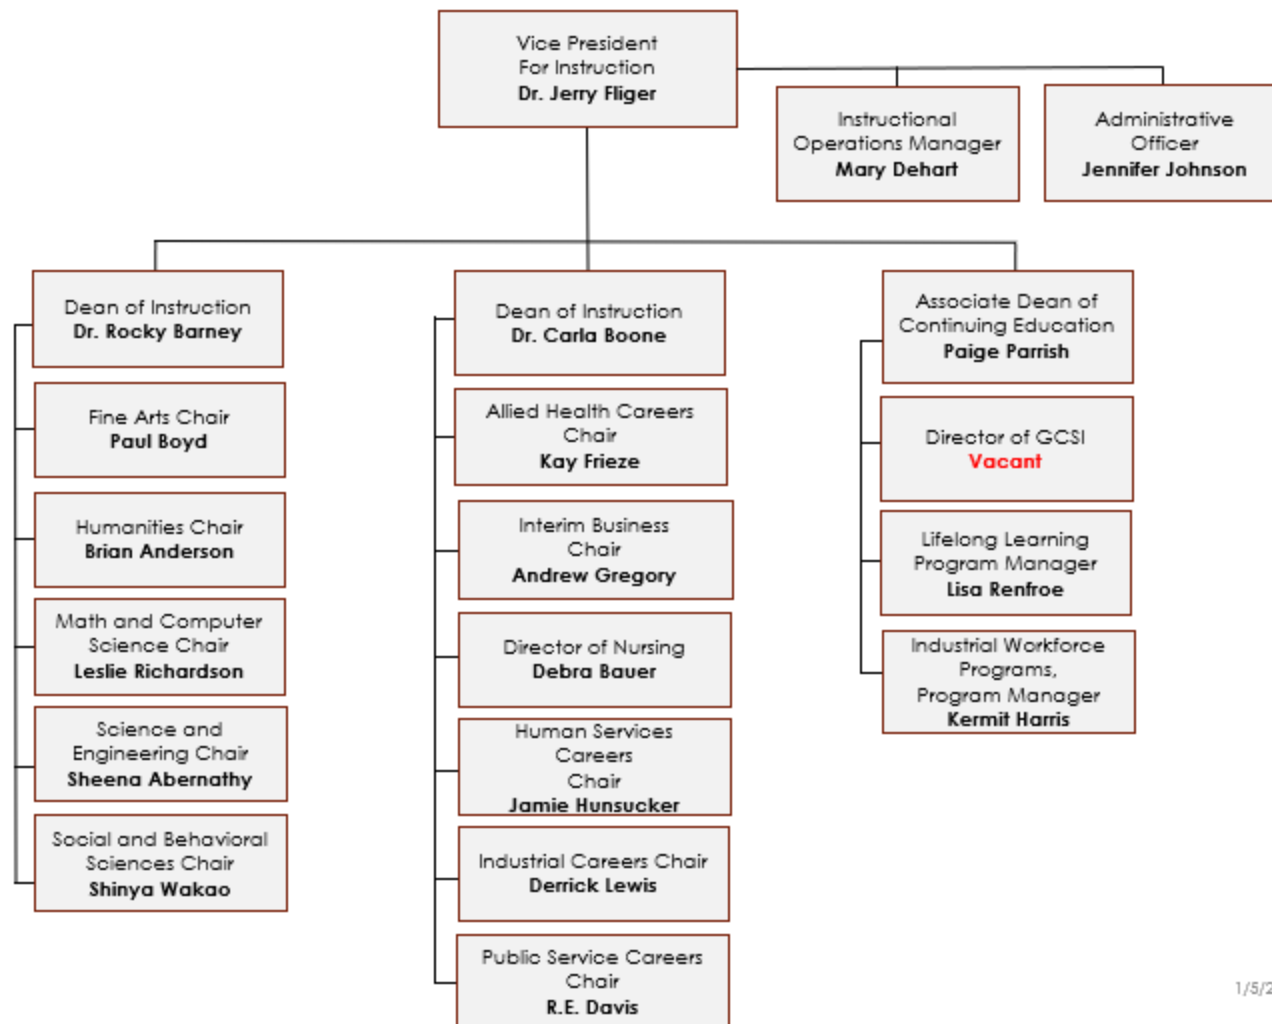 Vice President
For Instruction
Dr. Jerry Fliger
Instructional
Operations Manager
Mary Dehart
Administrative
Officer
Jennifer Johnson
Dean of Instruction
Dr. Rocky Barney
Fine Arts Chair
Paul Boyd
Humanities Chair
Brian Anderson
Math and Computer
Science Chair
Leslie Richardson
Science and
Engineering Chair
Sheena Abernathy
Social and Behavioral
Sciences Chair
Shinya Wakao
Dean of Instruction
Dr. Carla Boone
Allied Health Careers
Chair
Kay Frieze
Interim Business
Chair
Andrew Gregory
Director of Nursing
Debra Bauer
Human Services
Careers
Chair
Jamie Hunsucker
Industrial Careers Chair
Derrick Lewis
Public Service Careers
Chair
R.E. Davis
Associate Dean of
Continuing Education
Paige Parrish
Director of GCSI
Vacant
Lifelong Learning
Program Manager
Lisa Renfroe
Industrial Workforce
Programs,
Program Manager
Kermit Harris
1/5/2